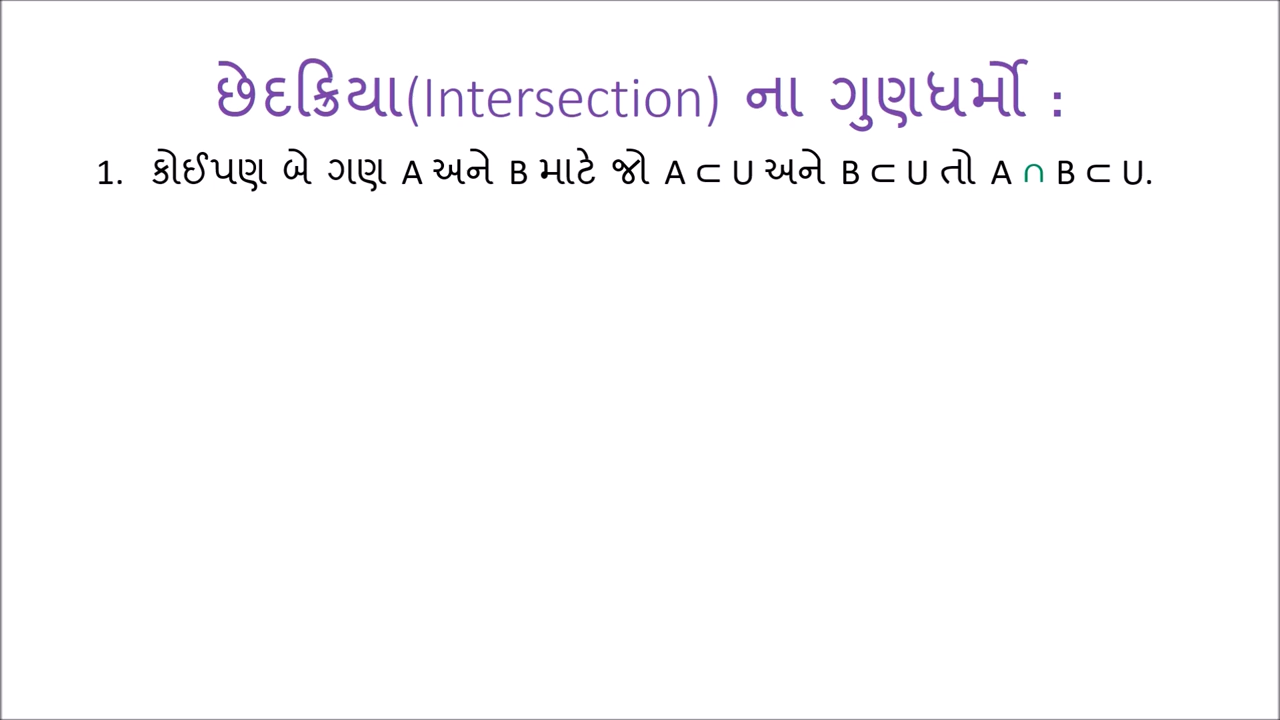 છેદક્રિયા(Intersection) ના ગુણધર્મો :
1. કોઈપણ બે ગણ A અને B માટે જો A ⊂ U અને B ⊂ U તો A ∩ B ⊂ U.